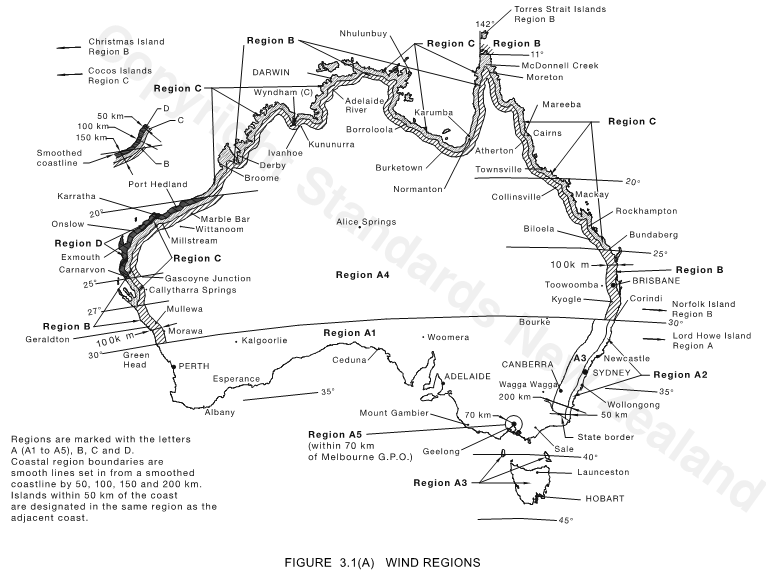 Torres Strait Islands
Region B
142°
Nhulunbuy
Christmas Island
Region B
Region B
Region C
Region B
11°
Cocos Islands
Region C
DARWIN
McDonnell Creek
Moreton
Region C
Wyndham (C)
D
50 km
C
100 km
150 km
Adelaide
River
Karumba
Mareeba
Borroloola
Cairns
Region C
Smoothed
coastline
B
Kununurra
Ivanhoe
Atherton
Derby
Burketown
Townsville
Broome
Port Hedland
Normanton
20°
Karratha
Collinsville
Mackay
20°
Marble Bar
Rockhampton
Onslow
Wittanoom
Alice Springs
Millstream
Biloela
Bundaberg
Region D
Exmouth
Region C
25°
Carnarvon
100k m
Region B
25°
Gascoyne Junction
Region A4
Callytharra Springs
Toowoomba
BRISBANE
Kyogle
Corindi
Norfolk Island
Region B
27°
Mullewa
Region B
Bourke
30°
Geraldton
100k m
Morawa
Region A1
Lord Howe Island
Region A
30°
Kalgoorlie
Woomera
Green
Head
Ceduna
A3
Newcastle
PERTH
CANBERRA
SYDNEY
Region A2
Esperance
ADELAIDE
Wagga Wagga
35°
35°
200 km
Albany
Wollongong
Mount Gambier
70 km
50 km
Region A5
(within 70 km
of Melbourne G.P.O.)
State border
Geelong
Sale
40°
Regions are marked with the letters
A (A1 to A5), B, C and D.
Coastal region boundaries are
smooth lines set in from a smoothed
coastline by 50, 100, 150 and 200 km.
Islands within 50 km of the coast
are designated in the same region as the
adjacent coast.
Launceston
Region A3
HOBART
45°
FIGURE 3.1(A) WIND REGIONS